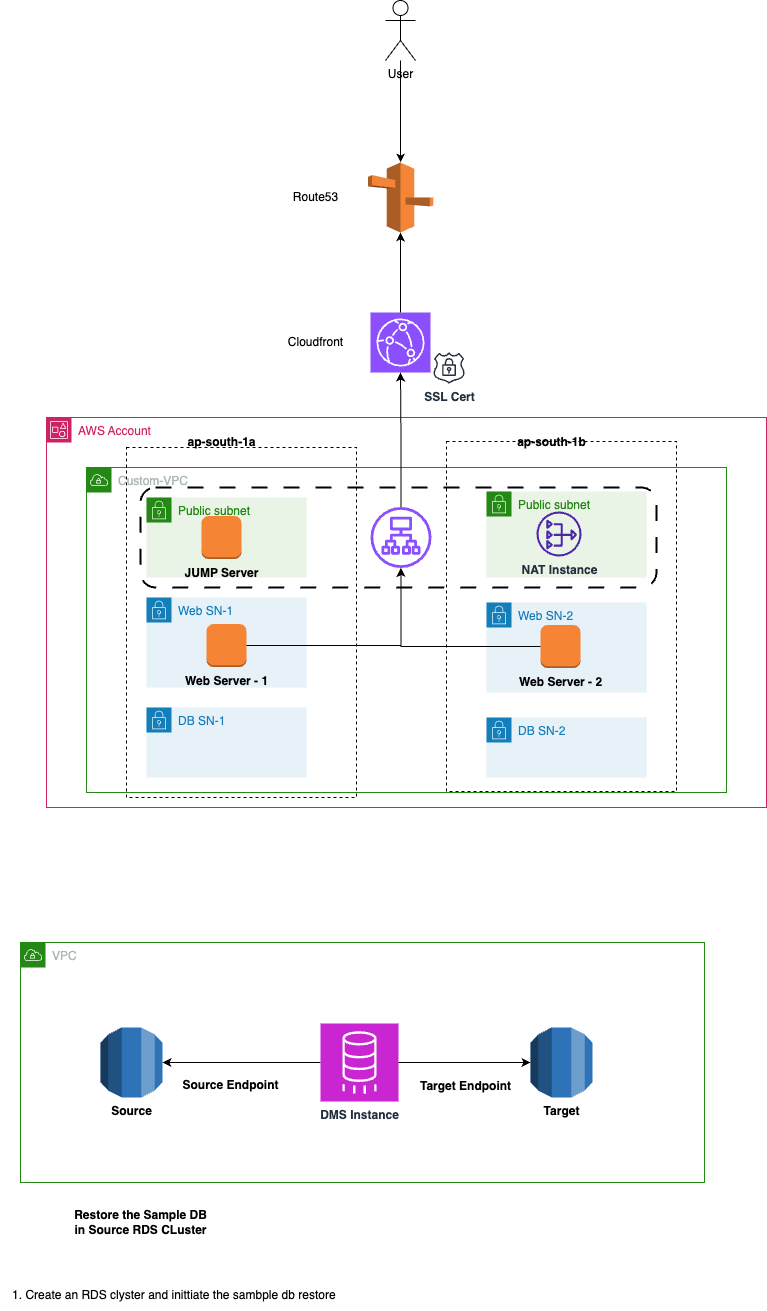 User
Route53
Cloudfront
SSL Cert
AWS Account
ap-south-1a
ap-south-1b
Custom-VPC
Public subnet
Public subnet
JUMP Server
NAT Instance
Web SN-1
Web SN-2
Web Server - 1
Web Server - 2
DB SN-1
DB SN-2
VPC
Source Endpoint
Target Endpoint
Source
DMS Instance
Target
Restore the Sample DB
in Source RDS CLuster
1. Create an RDS clyster and inittiate the sambple db restore